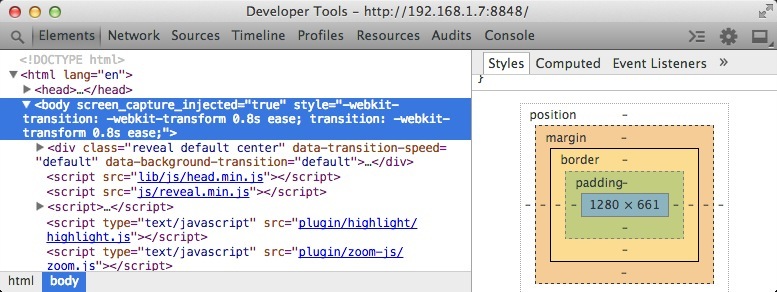 Developer Tools - http://192.168.1.7:8848/
Elements Network Sources Timeline Profiles Resources Audits Console
<!DOCTYPE html>
▼<html lang="en">
▶<head>…</head>
▼<body screen_capture_injected="true" style="-webkit-
transition: -webkit-transform 0.8s ease; transition: -webkit-
transform 0.8s ease;">
▶<div class="reveal default center" data-transition-speed=
"default" data-background-transition="default">…</div>
<script src="lib/js/head.min.js"></script>
<script src="js/reveal.min.js"></script>
▶<script>…</script>
<script type="text/javascript" src="plugin/highlight/
highlight.js"></script>
<script type="text/javascript" src="plugin/zoom-js/
zoom.js"></script>
html body
Styles Computed Event Listeners »
}
position -
margin -
border -
padding -
- - - - 1280 × 661 - - - -
-
-
-
-